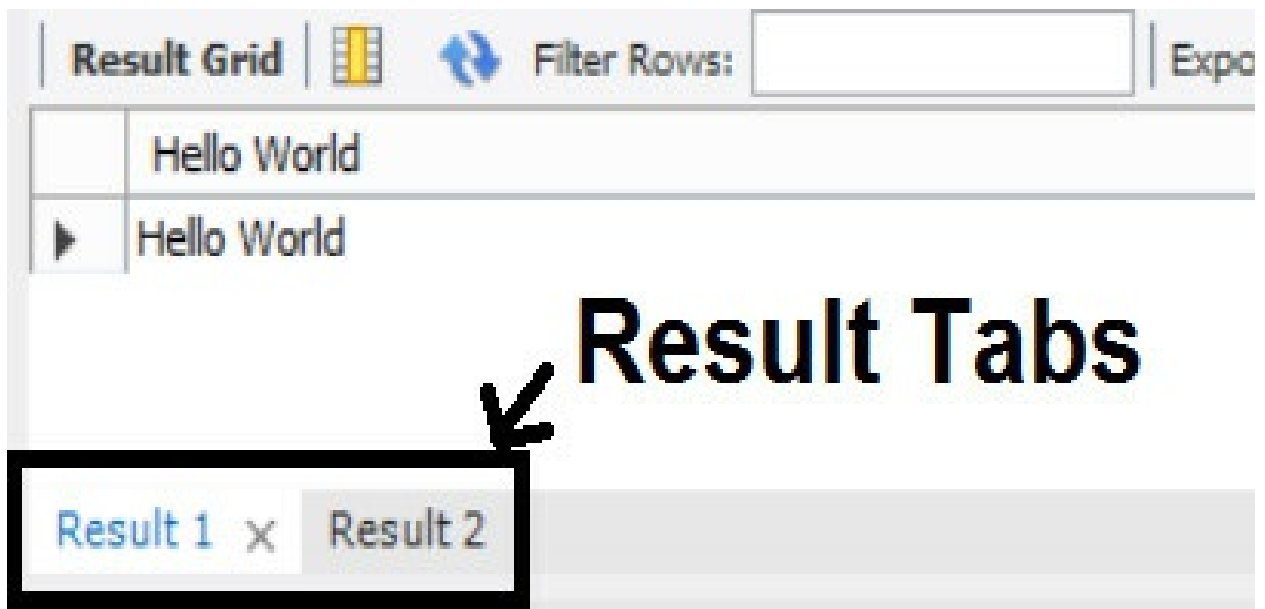 Result Grid Filter Rows: Expo
Hello World
Hello World
Result Tabs
Result 1 x Result 2